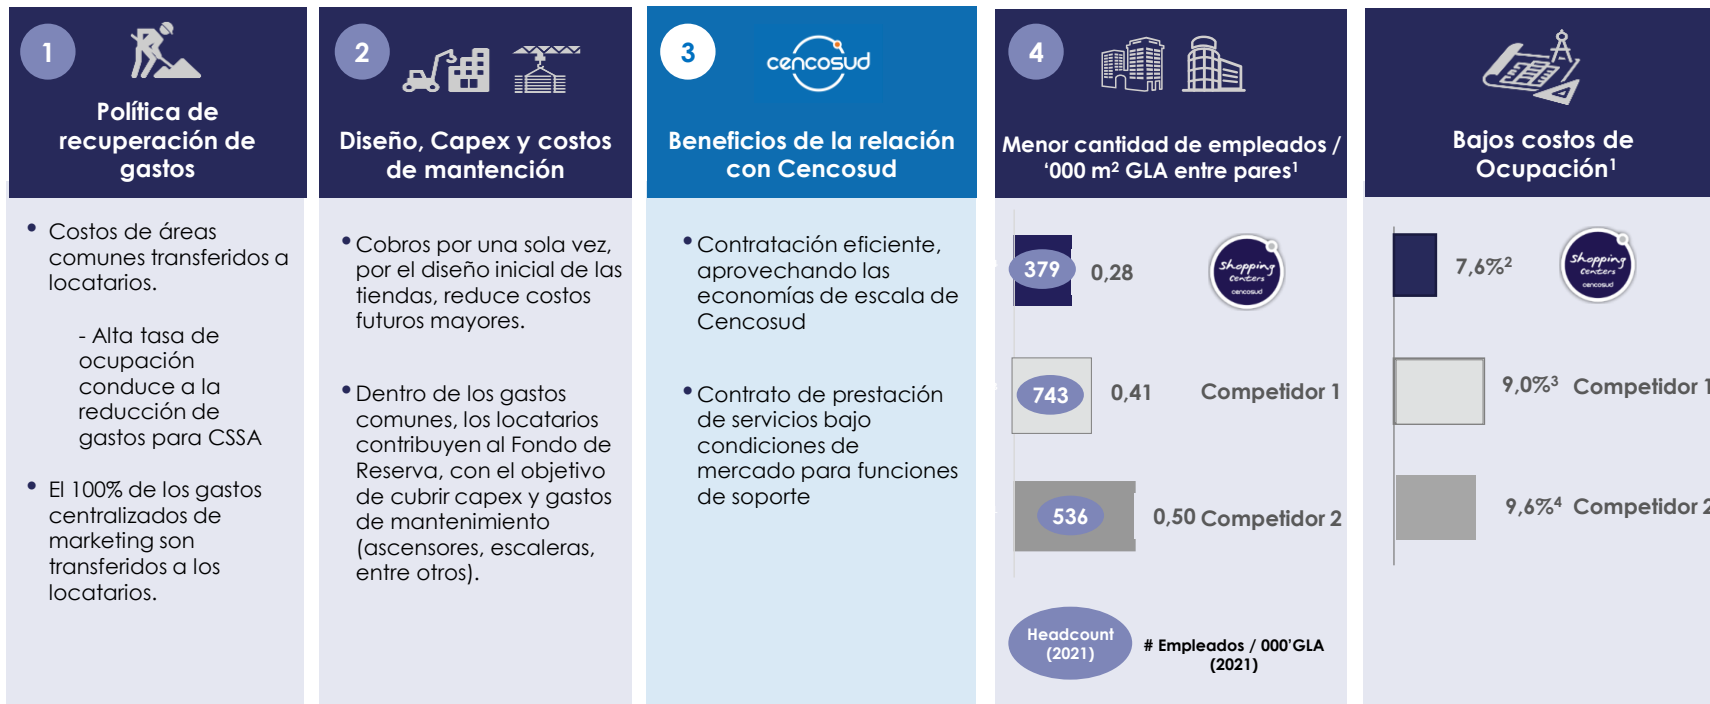 1
Política de
recuperación de
gastos
• Costos de áreas
comunes transferidos a
locatarios.
- Alta tasa de
ocupación
conduce a la
reducción de
gastos para CSSA
• El 100% de los gastos
centralizados de
marketing son
transferidos a los
locatarios.
2
Diseño, Capex y costos
de mantención
• Cobros por una sola vez,
por el diseño inicial de las
tiendas, reduce costos
futuros mayores.
• Dentro de los gastos
comunes, los locatarios
contribuyen al Fondo de
Reserva, con el objetivo
de cubrir capex y gastos
de mantenimiento
(ascensores, escaleras,
entre otros).
3
cencosud
Beneficios de la relación
con Cencosud
• Contratación eficiente,
aprovechando las
economías de escala de
Cencosud
• Contrato de prestación
de servicios bajo
condiciones de
mercado para funciones
de soporte
4
Menor cantidad de empleados /
‘000 m² GLA entre pares¹
379 0,28
Shopping
Centers
cencosud
743 0,41 Competidor 1
536 0,50 Competidor 2
Headcount
(2021)
# Empleados / 000’GLA
(2021)
Bajos costos de
Ocupación¹
7,6%²
Shopping
Centers
cencosud
9,0%³ Competidor 1
9,6%⁴ Competidor 2